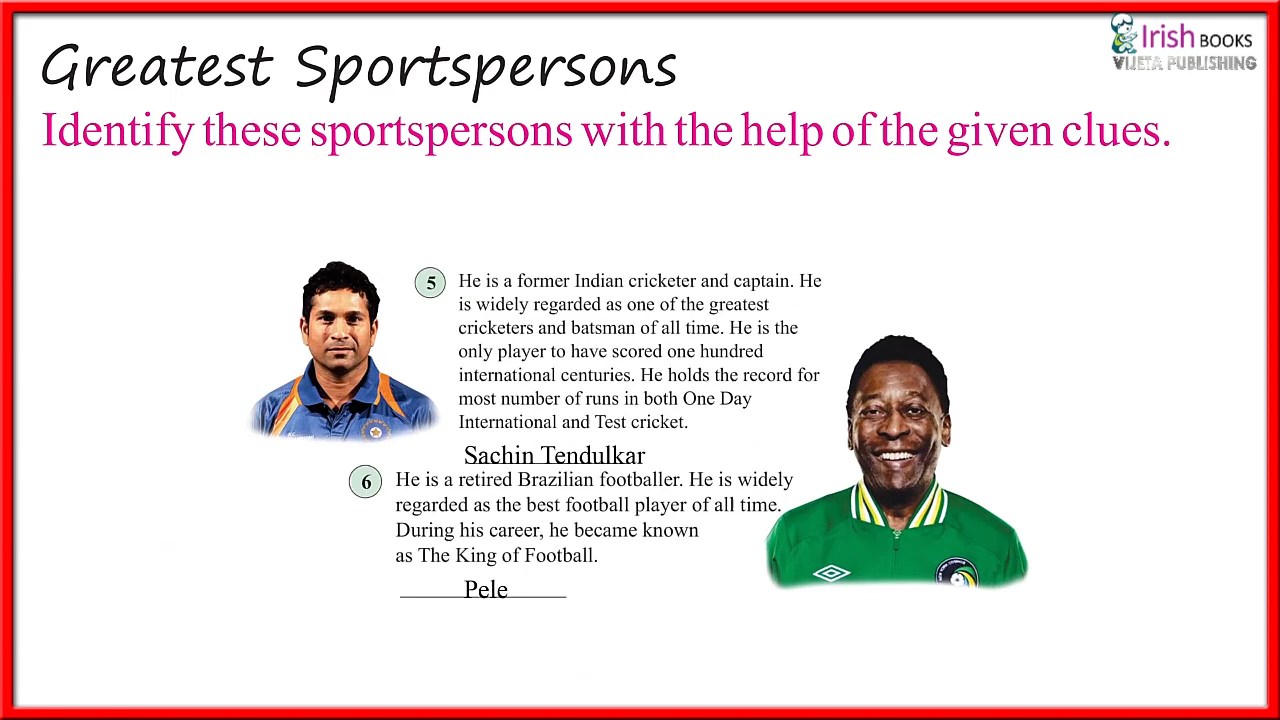 Irish BOOKS
VIJETA PUBLISHING
Greatest Sportspersons
Identify these sportspersons with the help of the given clues.
5 He is a former Indian cricketer and captain. He
is widely regarded as one of the greatest
cricketers and batsman of all time. He is the
only player to have scored one hundred
international centuries. He holds the record for
most number of runs in both One Day
International and Test cricket.
Sachin Tendulkar
6 He is a retired Brazilian footballer. He is widely
regarded as the best football player of all time.
During his career, he became known
as The King of Football.
Pele